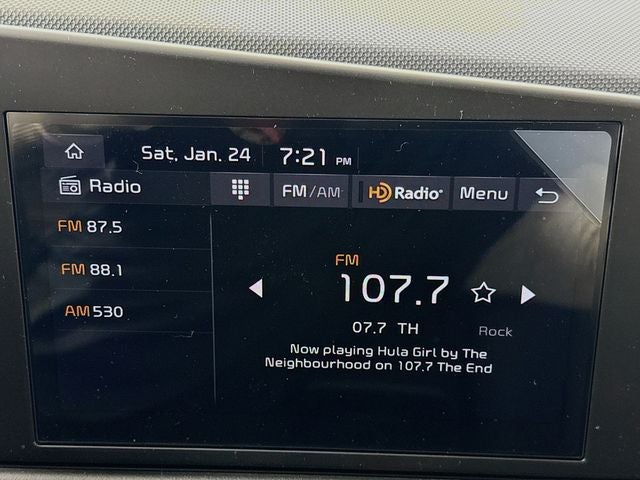 Sat, Jan. 24 7:21 PM
Radio FM/AM HD Radio® Menu
FM 87.5
FM 88.1
AM 530
FM
107.7
07.7 TH Rock
Now playing Hula Girl by The
Neighbourhood on 107.7 The End